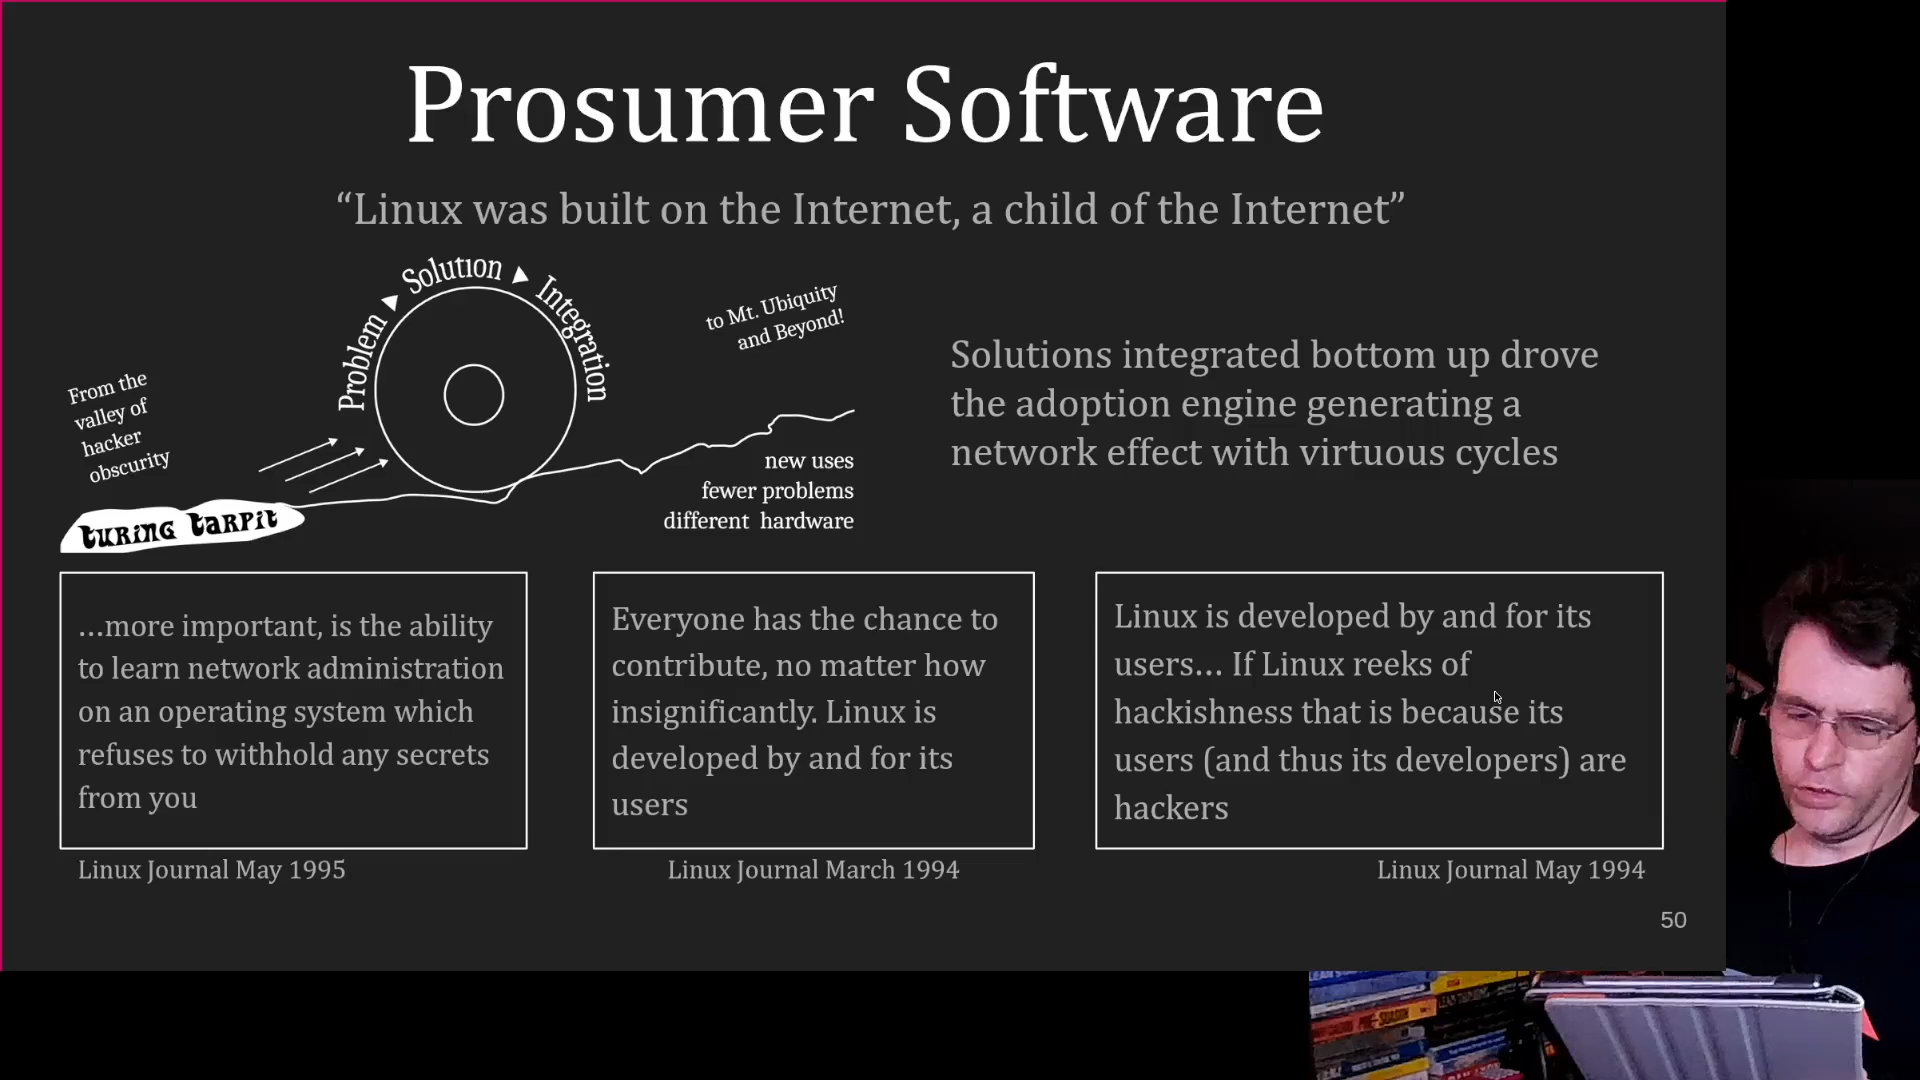 Prosumer Software
“Linux was built on the Internet, a child of the Internet”
Problem ▶ Solution ▶ Integration
to Mt. Ubiquity
and Beyond!
From the
valley of
hacker
obscurity
Turing Tarpit
new uses
fewer problems
different hardware
Solutions integrated bottom up drove
the adoption engine generating a
network effect with virtuous cycles
...more important, is the ability
to learn network administration
on an operating system which
refuses to withhold any secrets
from you
Linux Journal May 1995
Everyone has the chance to
contribute, no matter how
insignificantly. Linux is
developed by and for its
users
Linux Journal March 1994
Linux is developed by and for its
users... If Linux reeks of
hackishness that is because its
users (and thus its developers) are
hackers
Linux Journal May 1994
50